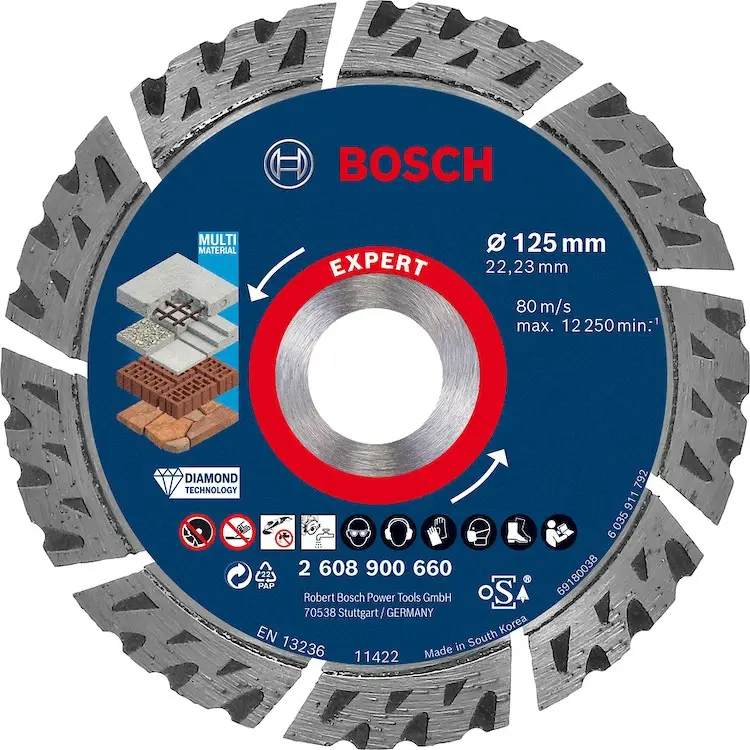 BOSCH
MULTI
MATERIAL
EXPERT
Ø 125 mm
22,23 mm
80 m/s
max. 12 250 min.⁻¹
DIAMOND
TECHNOLOGY
2 608 900 660
22
PAP
Robert Bosch Power Tools GmbH
70538 Stuttgart / GERMANY
oS®
EN 13236
11422
Made in South Korea
69180038
6 035 911 792